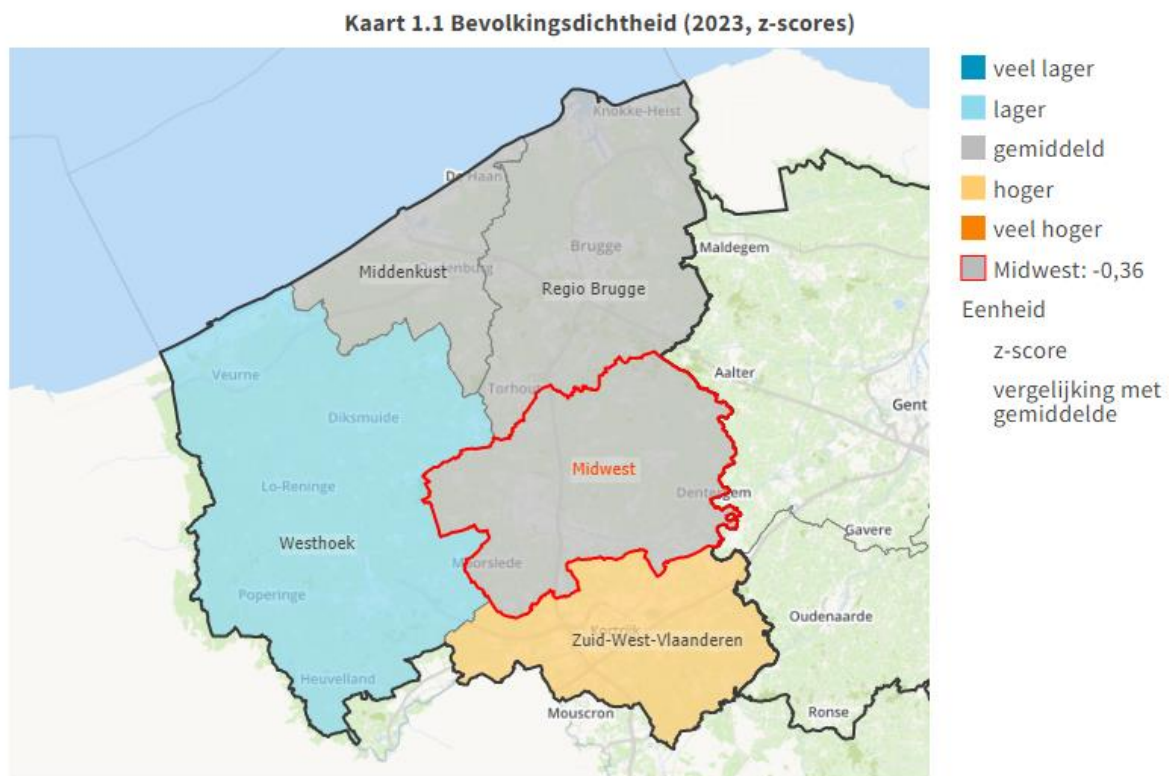 Kaart 1.1 Bevolkingsdichtheid (2023, z-scores)
veel lager
lager
gemiddeld
hoger
veel hoger
Midwest: -0,36
Eenheid
z-score
vergelijking met
gemiddelde
Knokke-Heist
De Haan
Brugge
Maldegem
Middenkust
Regio Brugge
Veurne
Torhout
Aalter
Diksmuide
Gent
Midwest
Lo-Reninge
Dentergem
Gavere
Westhoek
Moorslede
Poperinge
Oudenaarde
Kortrijk
Zuid-West-Vlaanderen
Heuvelland
Mouscron
Ronse